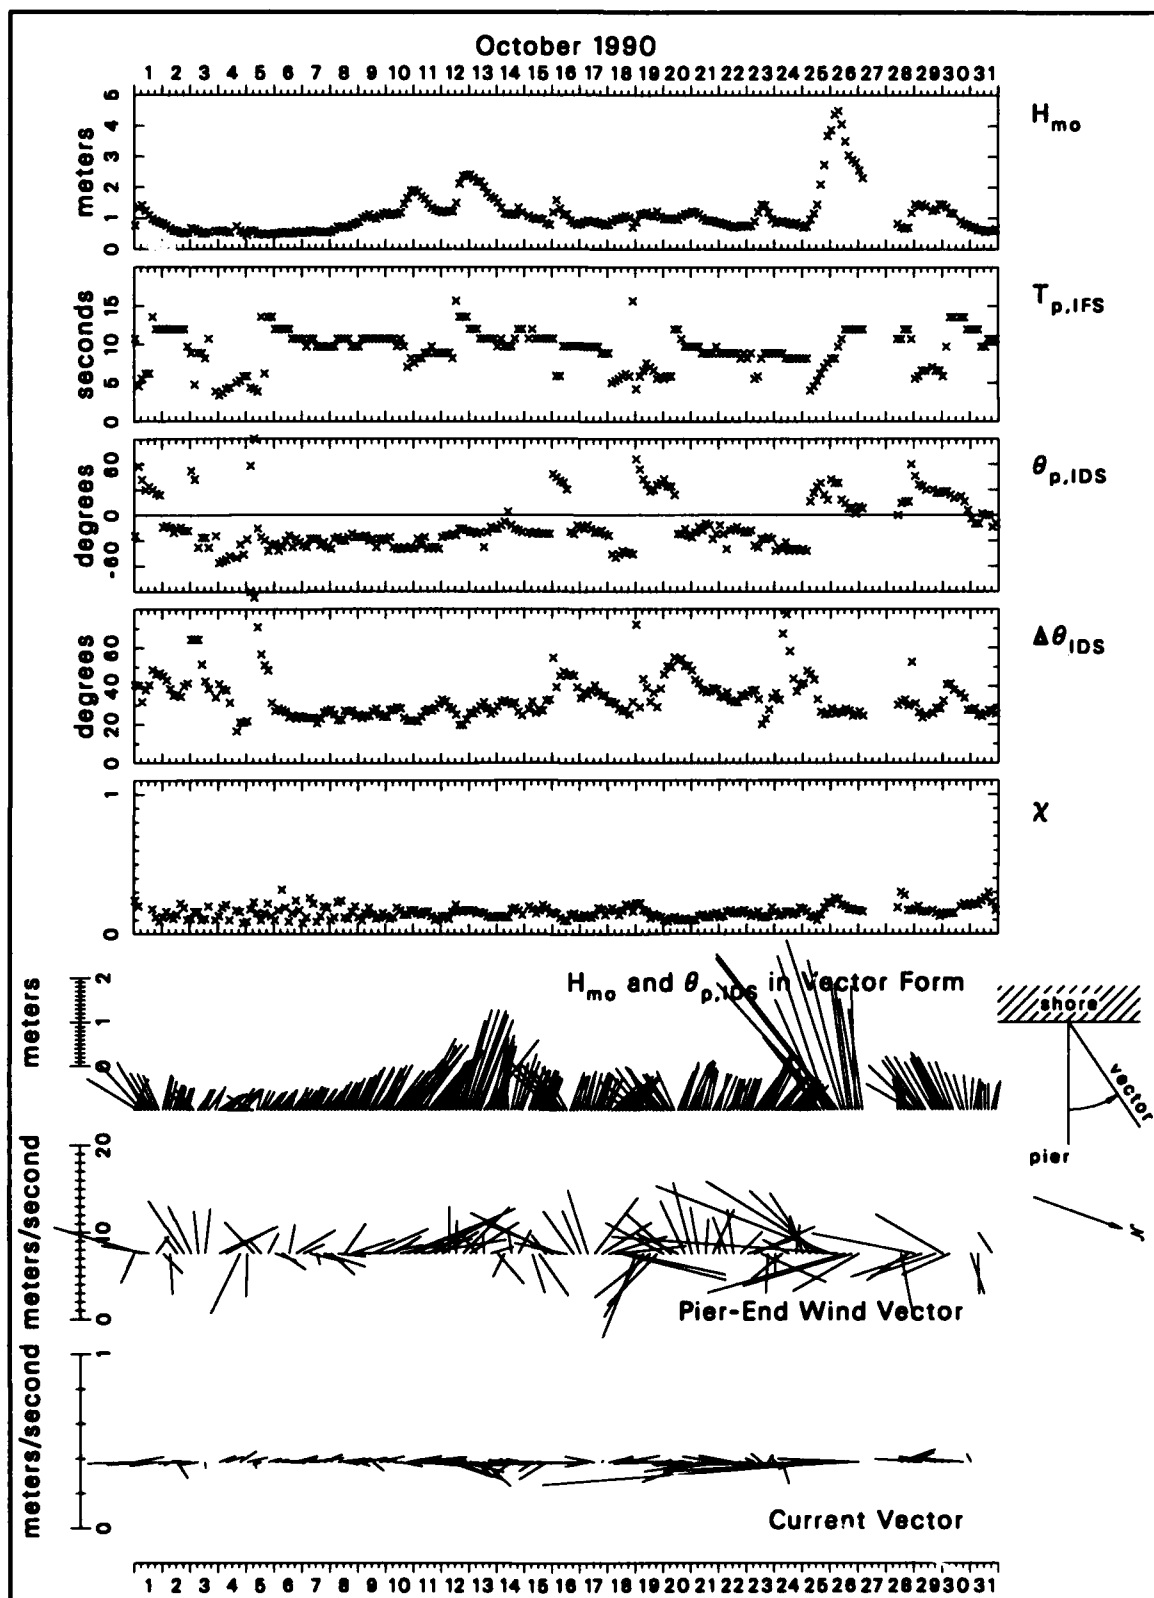 October 1990
1 2 3 4 5 6 7 8 9 10 11 12 13 14 15 16 17 18 19 20 21 22 23 24 25 26 27 28 29 30 31
meters
0 1 2 3 4 5
H_mo
seconds
0 5 10 15
T_p,IFS
degrees
-60 0 60
θ_p,IDS
degrees
0 20 40 60
Δθ_IDS
0 1
χ
meters
0 1 2
H_mo and θ_p,IDS in Vector Form
shore
vector
pier
N
meters/second
0 10 20
Pier-End Wind Vector
meters/second
0 1
Current Vector
1 2 3 4 5 6 7 8 9 10 11 12 13 14 15 16 17 18 19 20 21 22 23 24 25 26 27 28 29 30 31